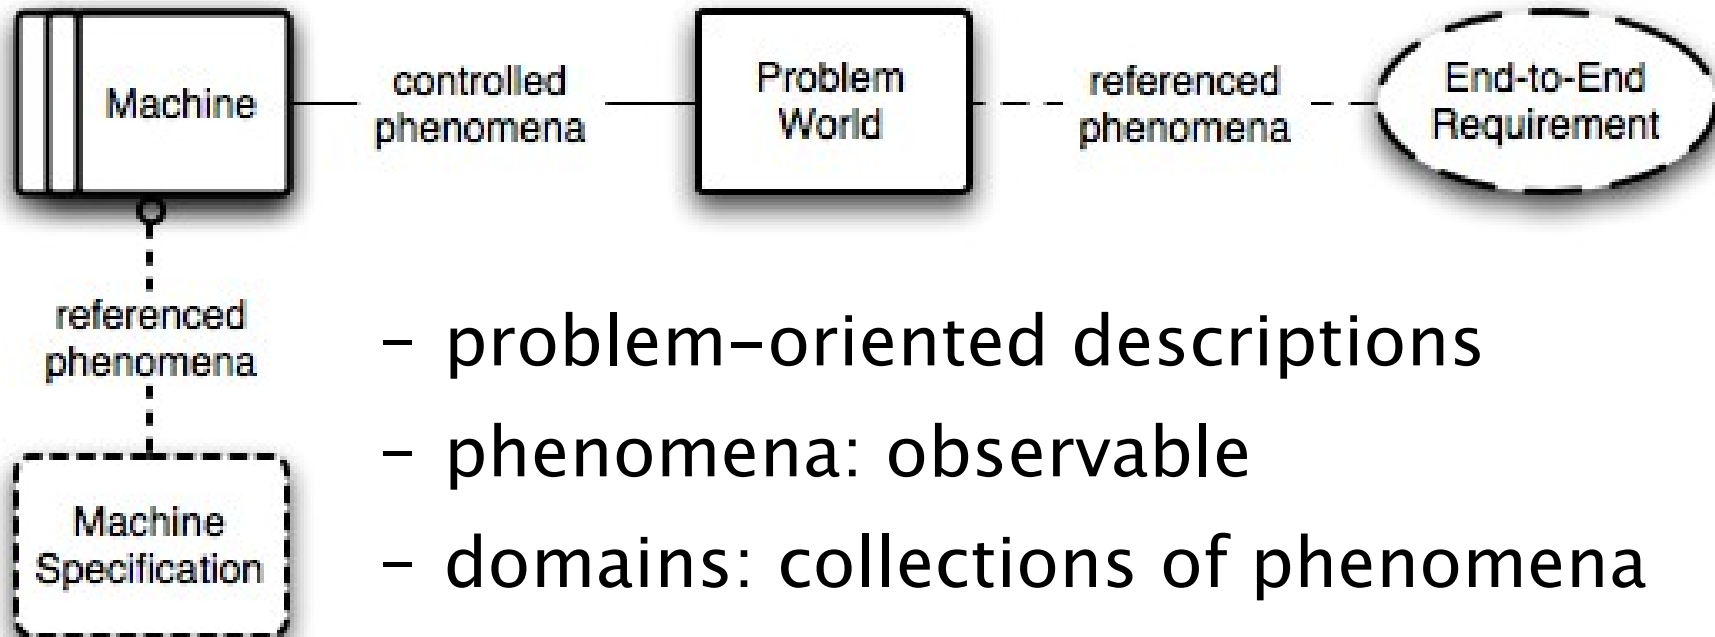 Machine
controlled
phenomena
Problem
World
referenced
phenomena
End-to-End
Requirement
referenced
phenomena
Machine
Specification
- problem-oriented descriptions
- phenomena: observable
- domains: collections of phenomena